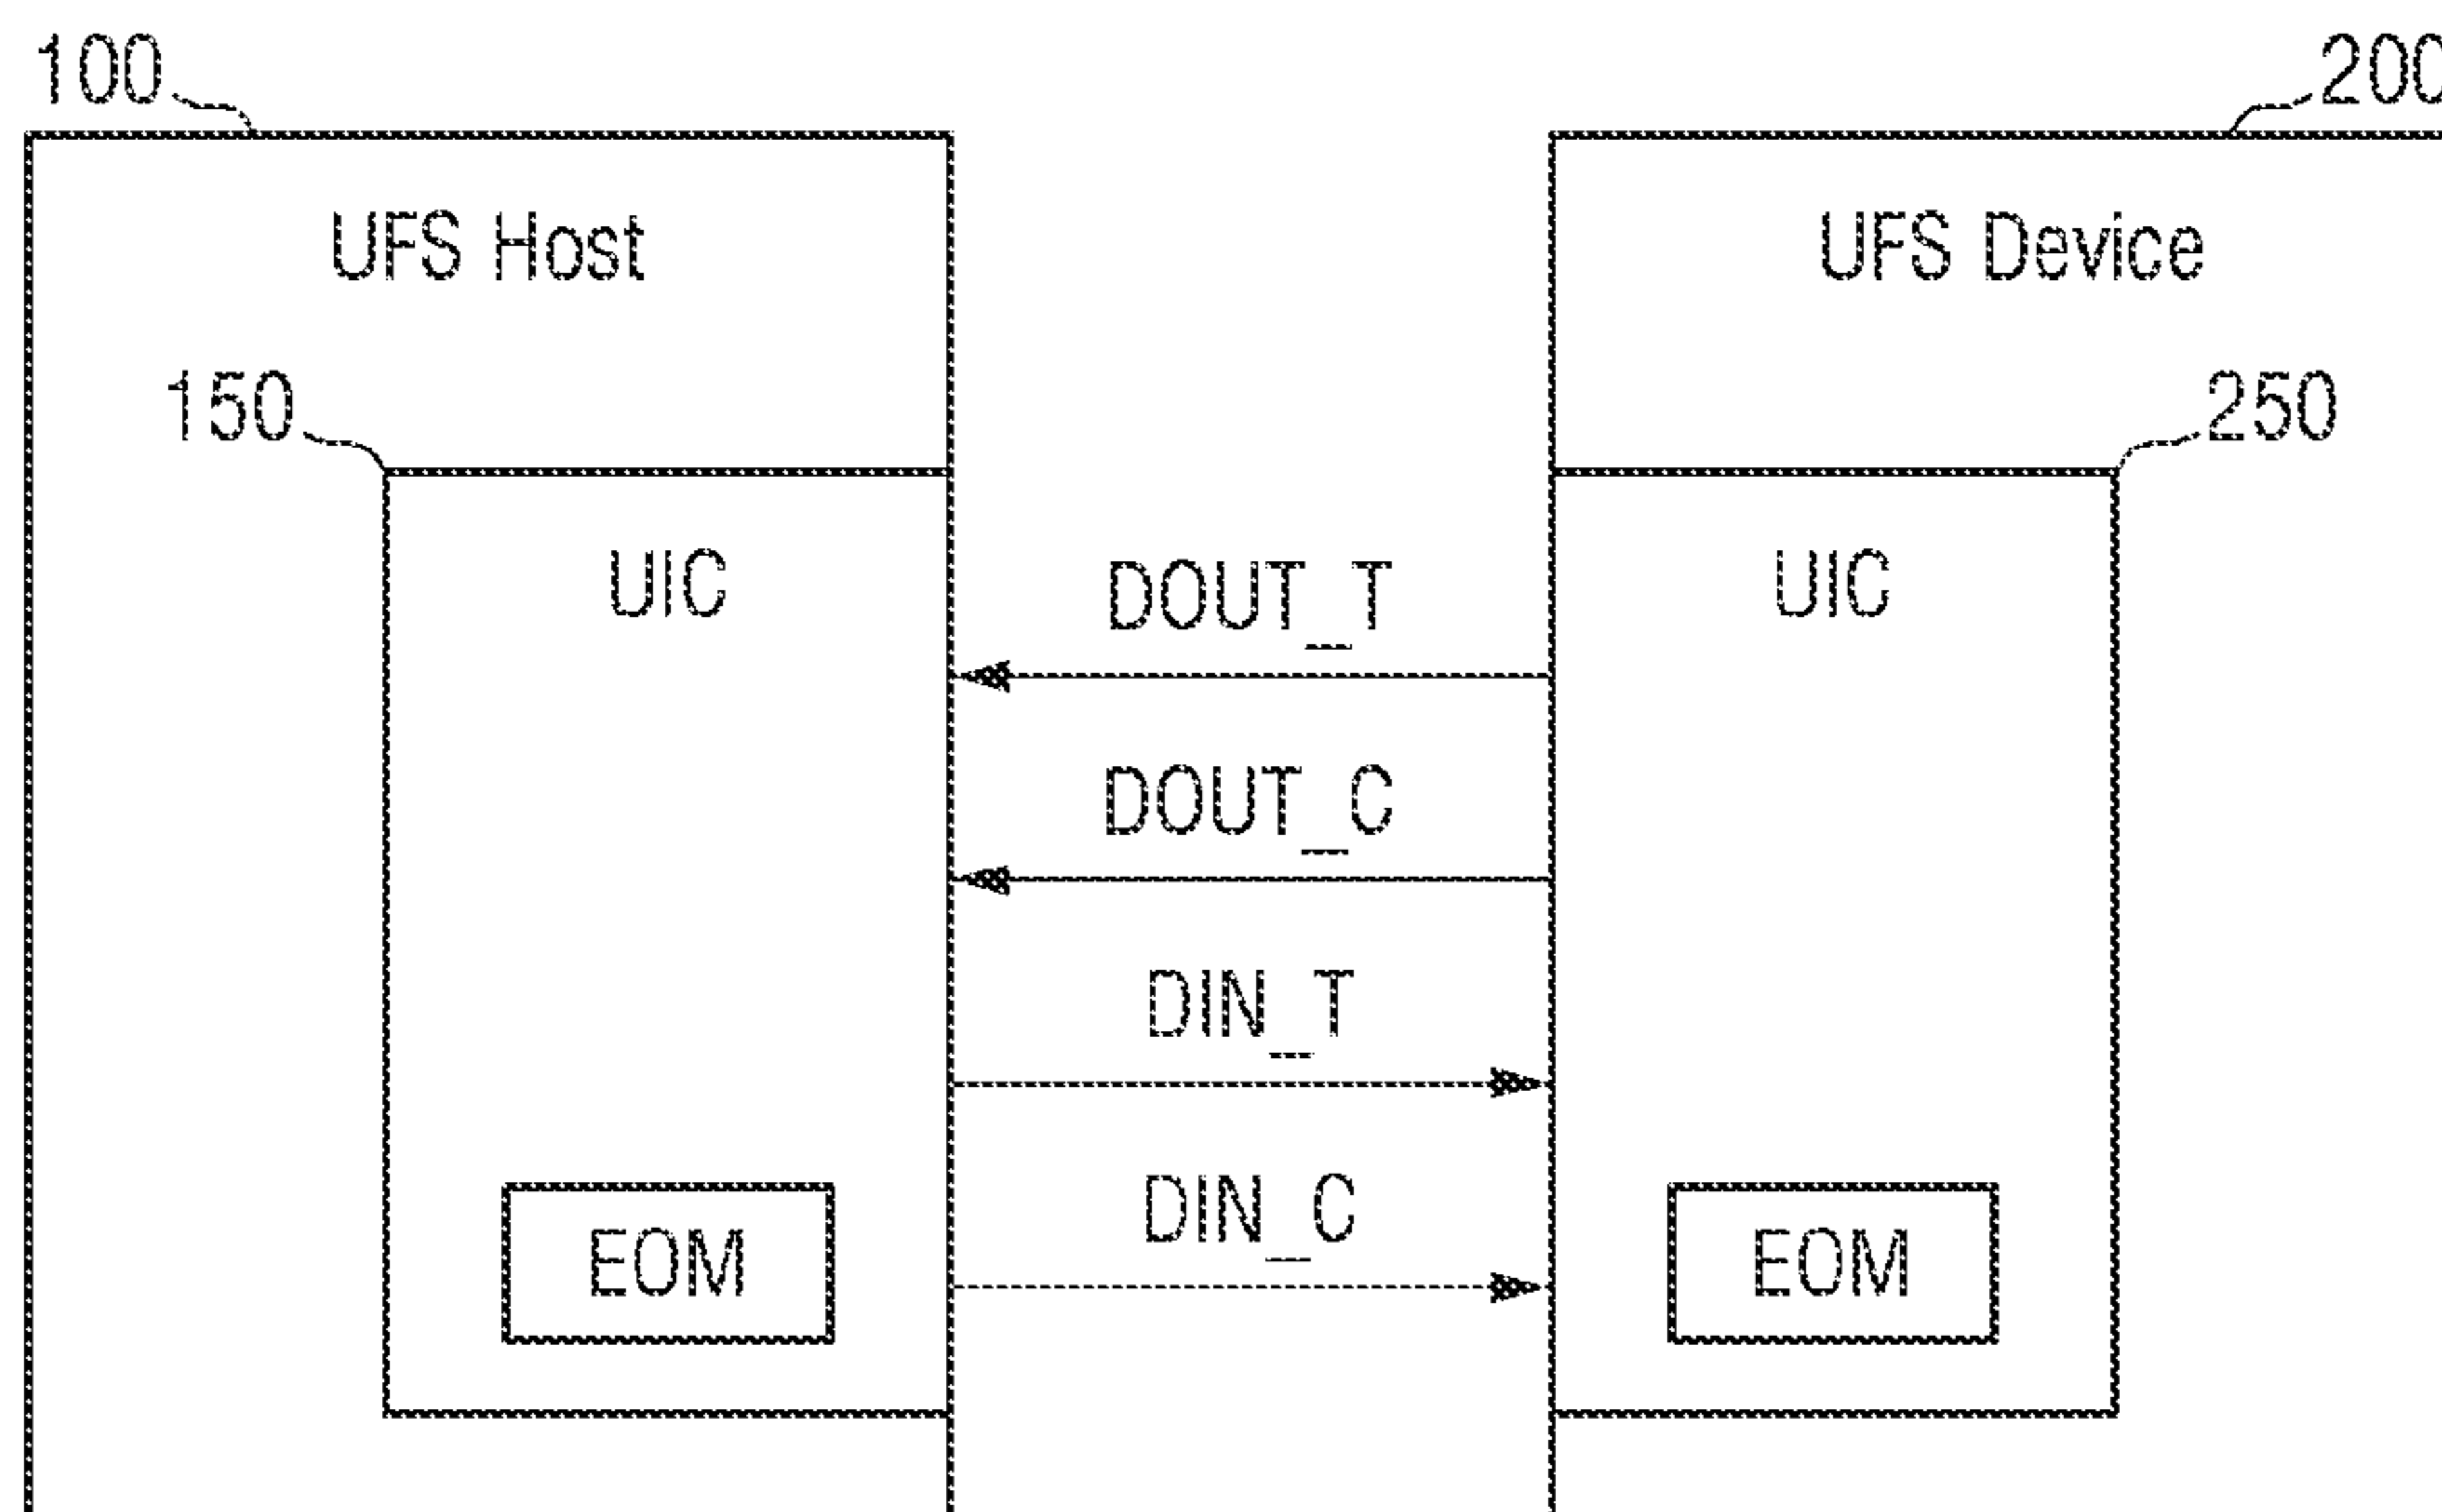 100
200
UFS Host
UFS Device
150
250
UIC
UIC
DOUT_T
DOUT_C
DIN_T
DIN_C
EOM
EOM